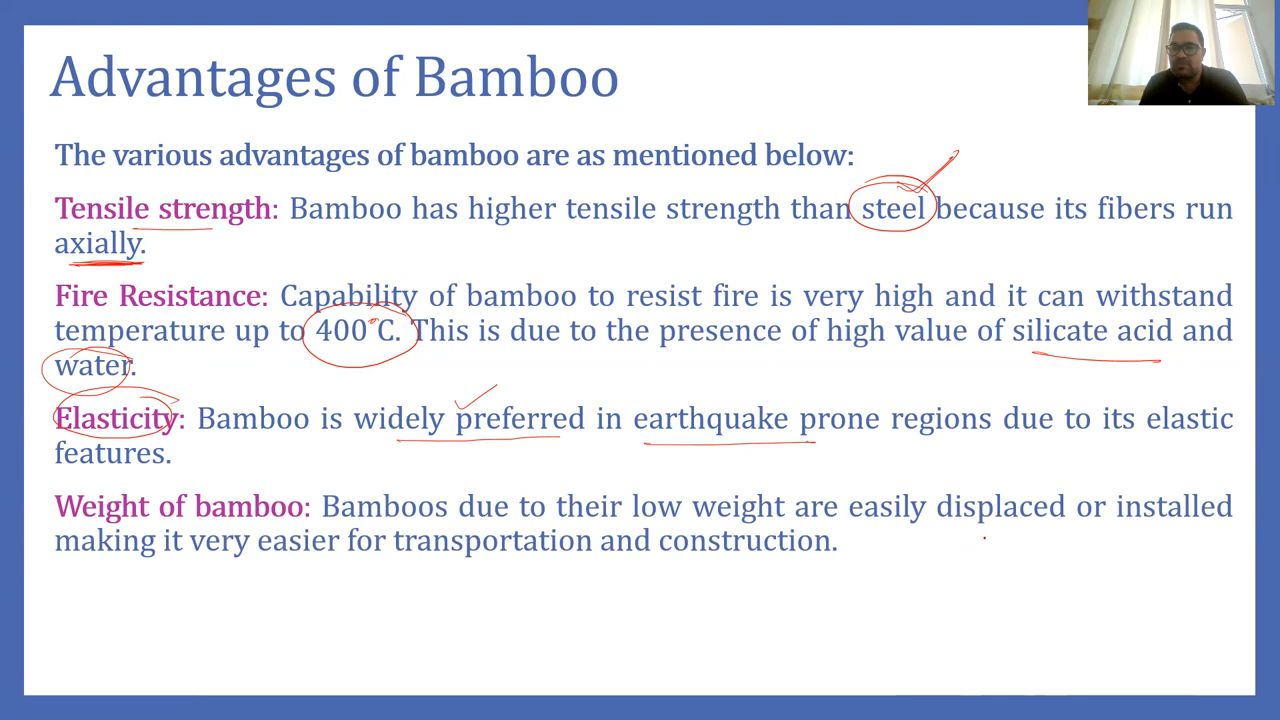 Advantages of Bamboo
The various advantages of bamboo are as mentioned below:
Tensile strength: Bamboo has higher tensile strength than steel because its fibers run
axially.
Fire Resistance: Capability of bamboo to resist fire is very high and it can withstand
temperature up to 400°C. This is due to the presence of high value of silicate acid and
water.
Elasticity: Bamboo is widely preferred in earthquake prone regions due to its elastic
features.
Weight of bamboo: Bamboos due to their low weight are easily displaced or installed
making it very easier for transportation and construction.